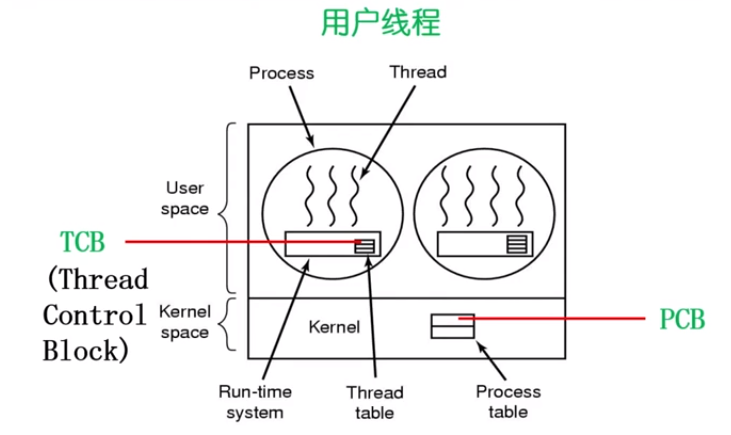 用户线程
Process
Thread
User
space
TCB
(Thread
Control
Block)
Kernel
space
Kernel
PCB
Run-time
system
Thread
table
Process
table